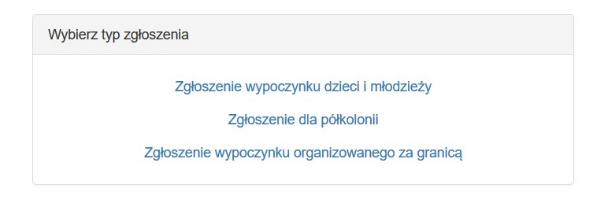 Wybierz typ zgłoszenia
Zgłoszenie wypoczynku dzieci i młodzieży
Zgłoszenie dla półkolonii
Zgłoszenie wypoczynku organizowanego za granicą